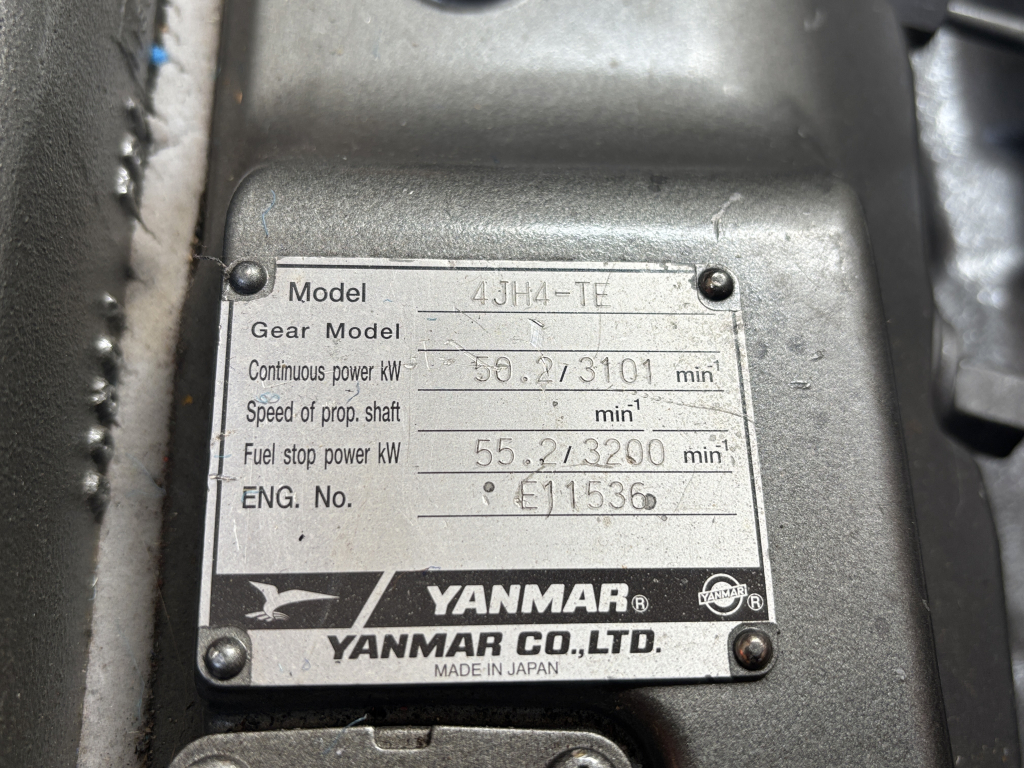 Model 4JH4-TE
Gear Model
Continuous power kW 50.2/3101 min-1
Speed of prop. shaft min-1
Fuel stop power kW 55.2/3200 min-1
ENG. No. E11536
YANMAR® YANMAR ®
YANMAR CO.,LTD.
MADE IN JAPAN